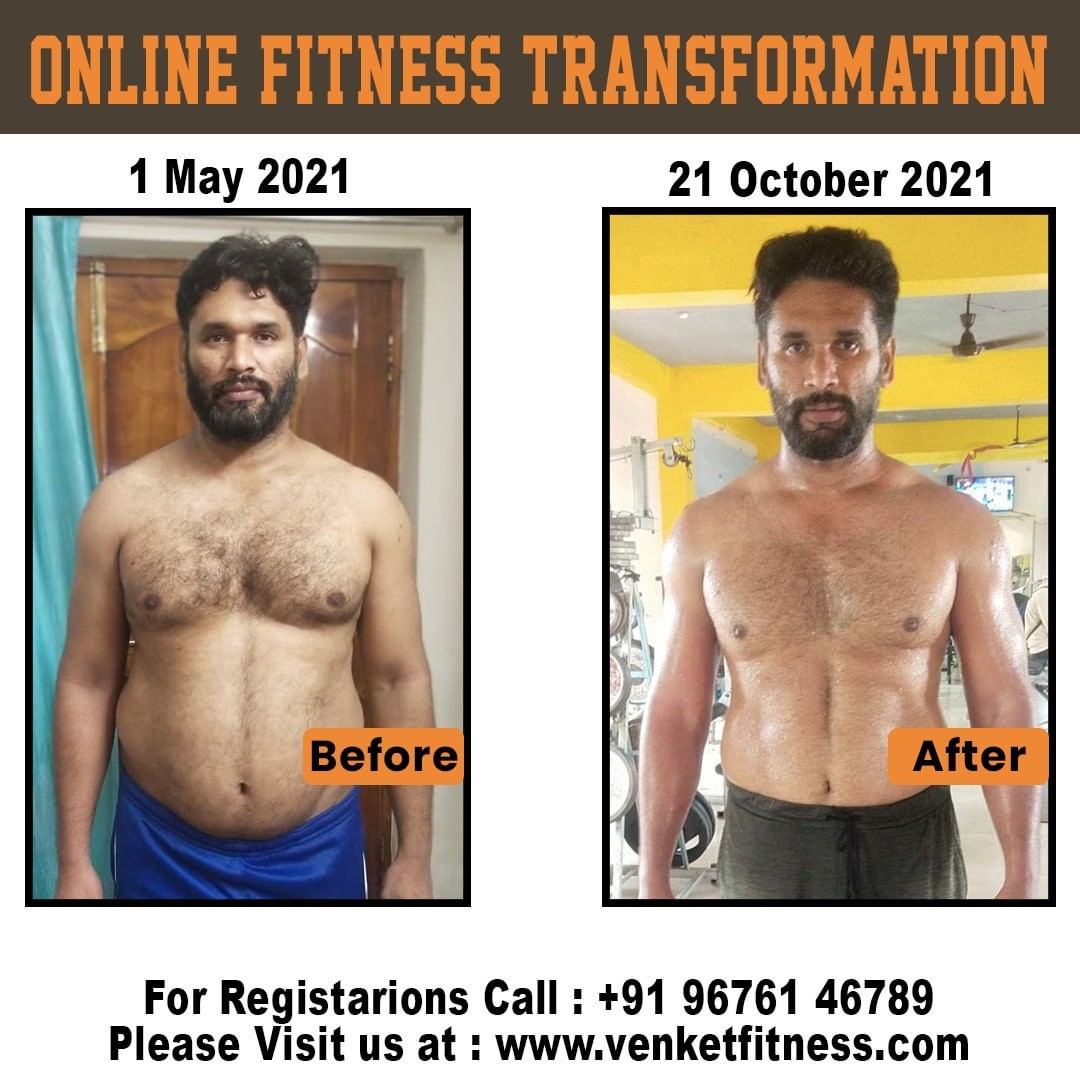 ONLINE FITNESS TRANSFORMATION
1 May 2021
21 October 2021
Before
After
For Registarions Call : +91 96761 46789
Please Visit us at : www.venketfitness.com